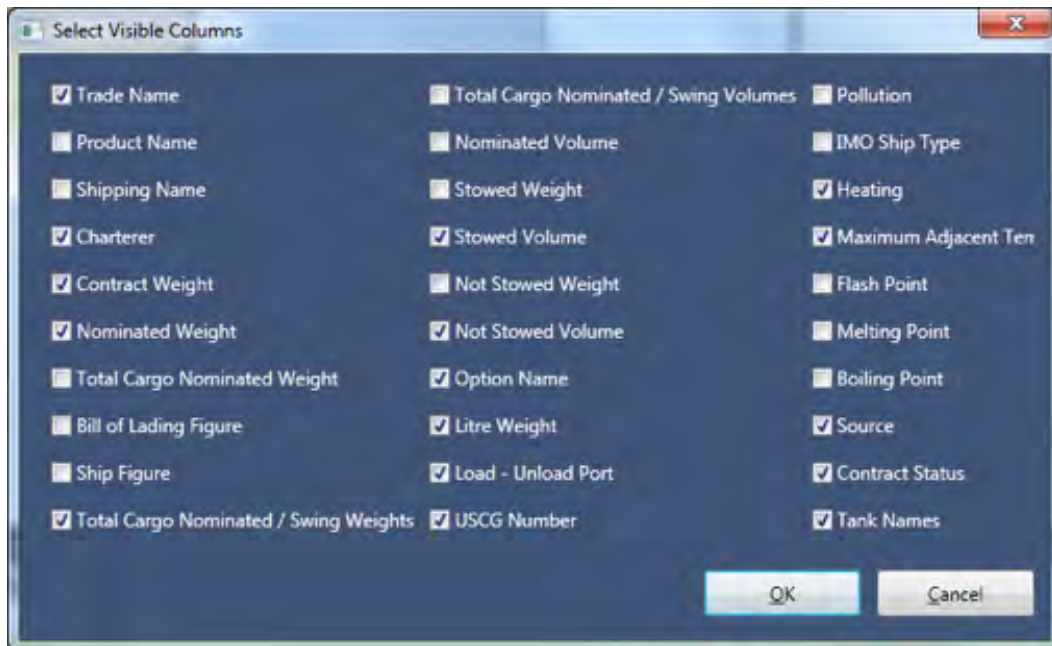 Select Visible Columns
Trade Name
Product Name
Shipping Name
Charterer
Contract Weight
Nominated Weight
Total Cargo Nominated Weight
Bill of Lading Figure
Ship Figure
Total Cargo Nominated / Swing Weights
Total Cargo Nominated / Swing Volumes
Nominated Volume
Stowed Weight
Stowed Volume
Not Stowed Weight
Not Stowed Volume
Option Name
Litre Weight
Load - Unload Port
USCG Number
Pollution
IMO Ship Type
Heating
Maximum Adjacent Tem
Flash Point
Melting Point
Boiling Point
Source
Contract Status
Tank Names
OK
Cancel